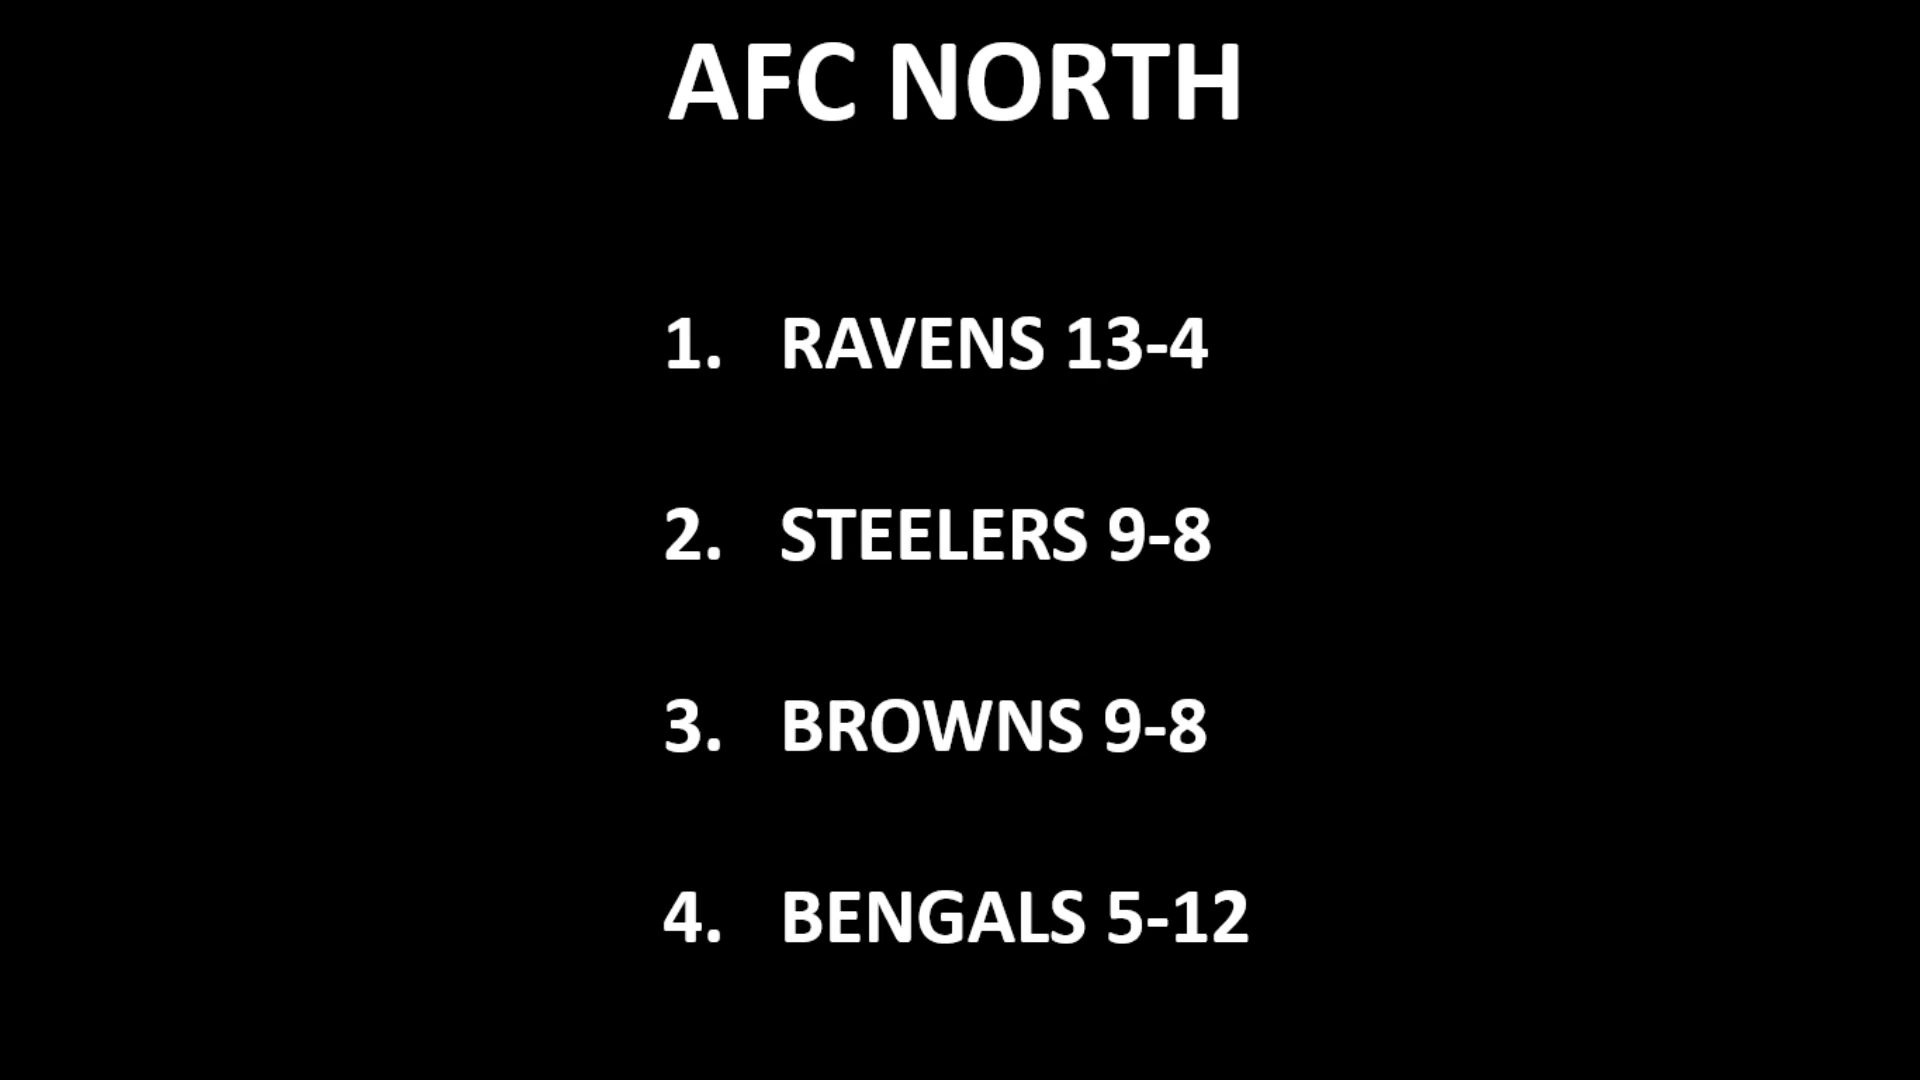 AFC NORTH
1. RAVENS 13-4
2. STEELERS 9-8
3. BROWNS 9-8
4. BENGALS 5-12